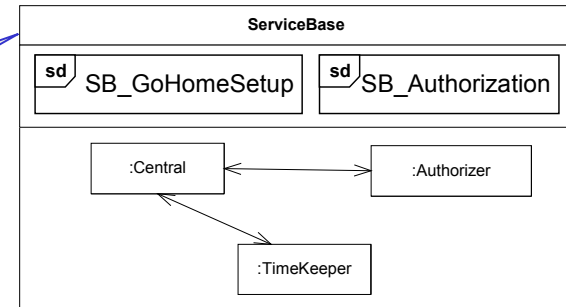 ServiceBase
sd SB_GoHomeSetup sd SB_Authorization
:Central :Authorizer
:TimeKeeper